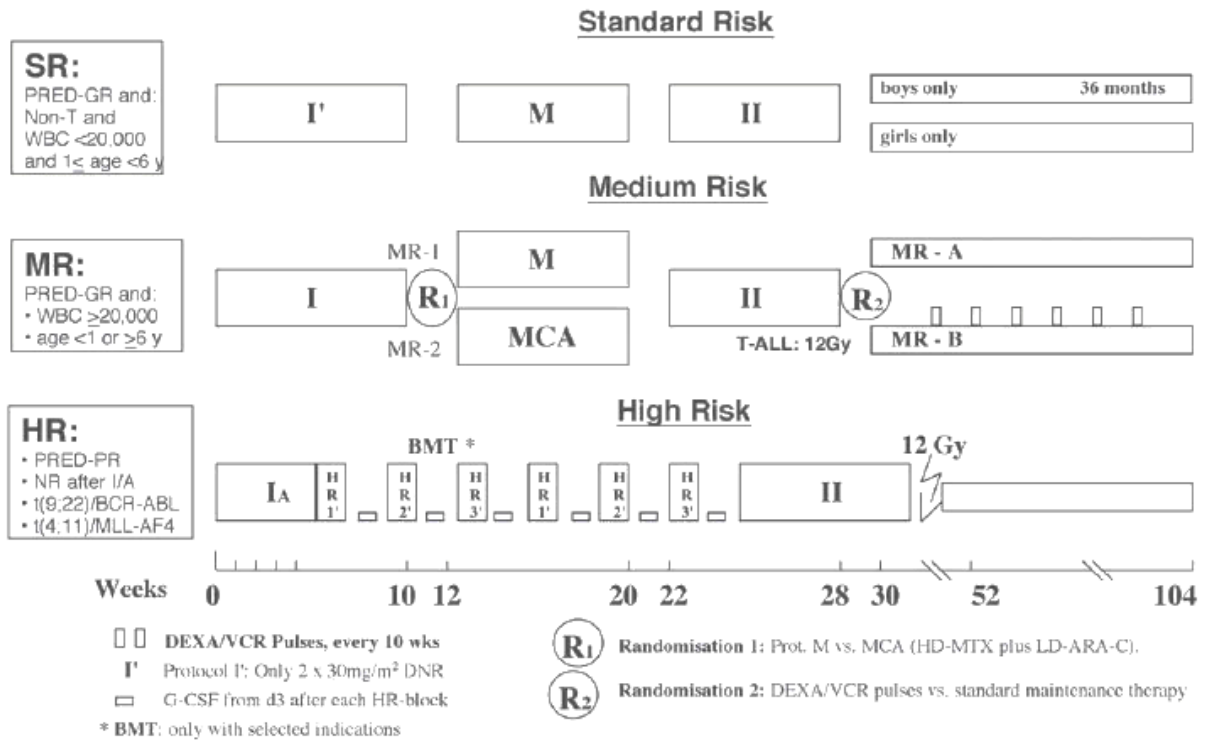 Standard Risk
SR:
PRED-GR and:
Non-T and
WBC <20,000
and 1≤ age <6 y
I'
M
II
boys only 36 months
girls only
Medium Risk
MR:
PRED-GR and:
• WBC ≥20,000
• age <1 or ≥6 y
I
MR-1
R1
MR-2
M
MCA
II
T-ALL: 12Gy
R2
MR - A
MR - B
High Risk
HR:
• PRED-PR
• NR after I/A
• t(9;22)/BCR-ABL
• t(4;11)/MLL-AF4
BMT *
12 Gy
IA
HR 1'
HR 2'
HR 3'
HR 1'
HR 2'
HR 3'
II
Weeks 0 10 12 20 22 28 30 52 104
DEXA/VCR Pulses, every 10 wks
I' Protocol I': Only 2 x 30mg/m² DNR
G-CSF from d3 after each HR-block
* BMT: only with selected indications
R1 Randomisation 1: Prot. M vs. MCA (HD-MTX plus LD-ARA-C).
R2 Randomisation 2: DEXA/VCR pulses vs. standard maintenance therapy